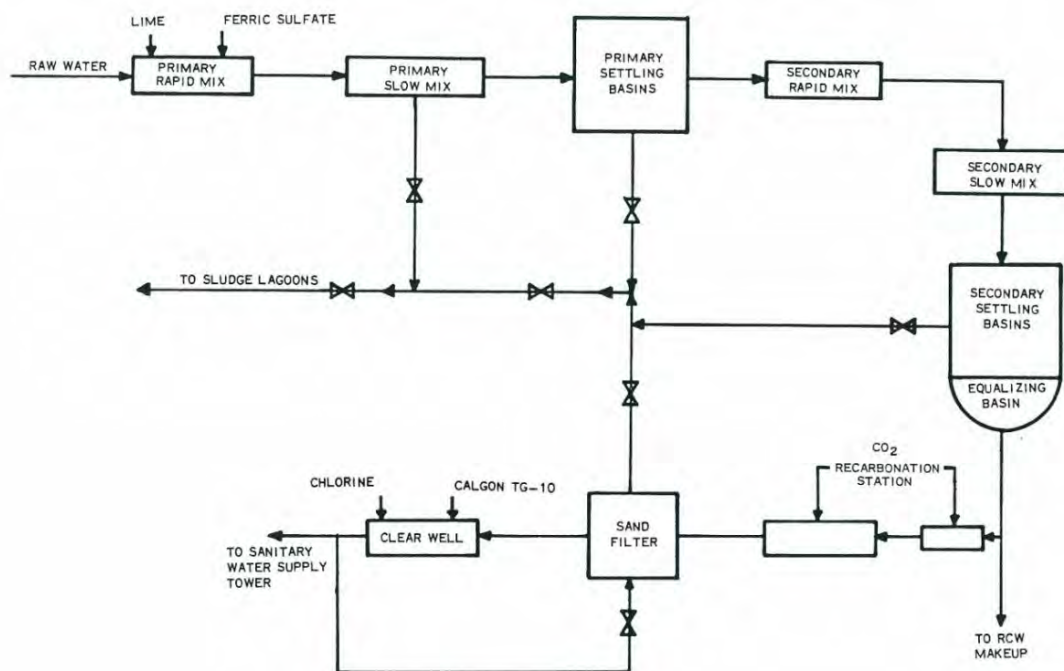 LIME
FERRIC SULFATE
RAW WATER
PRIMARY
RAPID MIX
PRIMARY
SLOW MIX
PRIMARY
SETTLING
BASINS
SECONDARY
RAPID MIX
SECONDARY
SLOW MIX
TO SLUDGE LAGOONS
SECONDARY
SETTLING
BASINS
EQUALIZING
BASIN
CO2
RECARBONATION
STATION
CHLORINE
CALGON TG-10
CLEAR WELL
SAND
FILTER
TO SANITARY
WATER SUPPLY
TOWER
TO RCW
MAKEUP